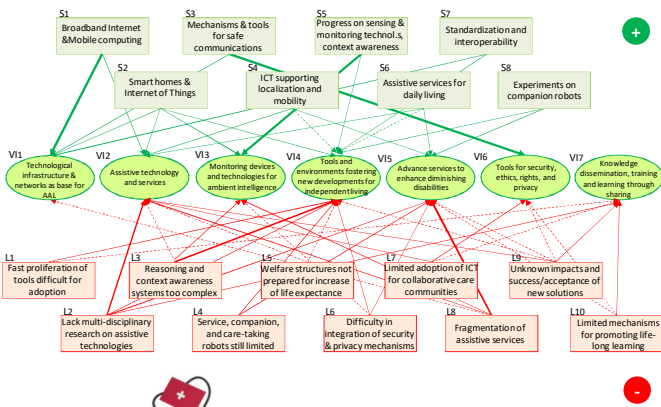 S1
Broadband Internet
&Mobile computing
S3
Mechanisms & tools
for safe
communications
S5
Progress on sensing &
monitoring technol.s,
context awareness
S7
Standardization and
interoperability
+
S2
Smart homes &
Internet of Things
S4
ICT supporting
localization and
mobility
S6
Assistive services for
daily living
S8
Experiments on
companion robots
VI1
Technological
infrastructure &
networks as base for
AAL
VI2
Assistive technology
and services
VI3
Monitoring devices
and technologies for
ambient intelligence
VI4
Tools and
environments fostering
new developments for
independent living
VI5
Advance services to
enhance diminishing
disabilities
VI6
Tools for security,
ethics, rights, and
privacy
VI7
Knowledge
dissemination, training
and learning through
sharing
L1
Fast proliferation of
tools difficult for
adoption
L3
Reasoning and
context awareness
systems too complex
L5
Welfare structures not
prepared for increase
of life expectance
L7
Limited adoption of ICT
for collaborative care
communities
L9
Unknown impacts and
success/acceptance of
new solutions
L2
Lack multi-disciplinary
research on assistive
technologies
L4
Service, companion,
and care-taking
robots still limited
L6
Difficulty in
integration of security
& privacy mechanisms
L8
Fragmentation of
assistive services
L10
Limited mechanisms
for promoting life-
long learning
-